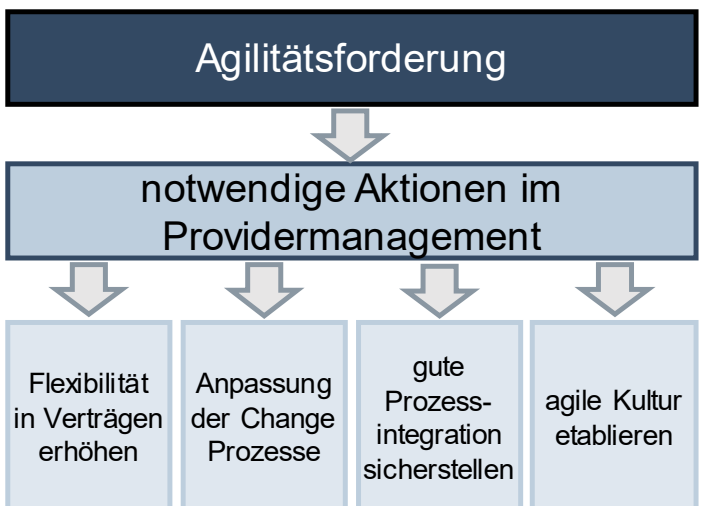 Agilitätsforderung
notwendige Aktionen im
Providermanagement
Flexibilität
in Verträgen
erhöhen
Anpassung
der Change
Prozesse
gute
Prozess-
integration
sicherstellen
agile Kultur
etablieren